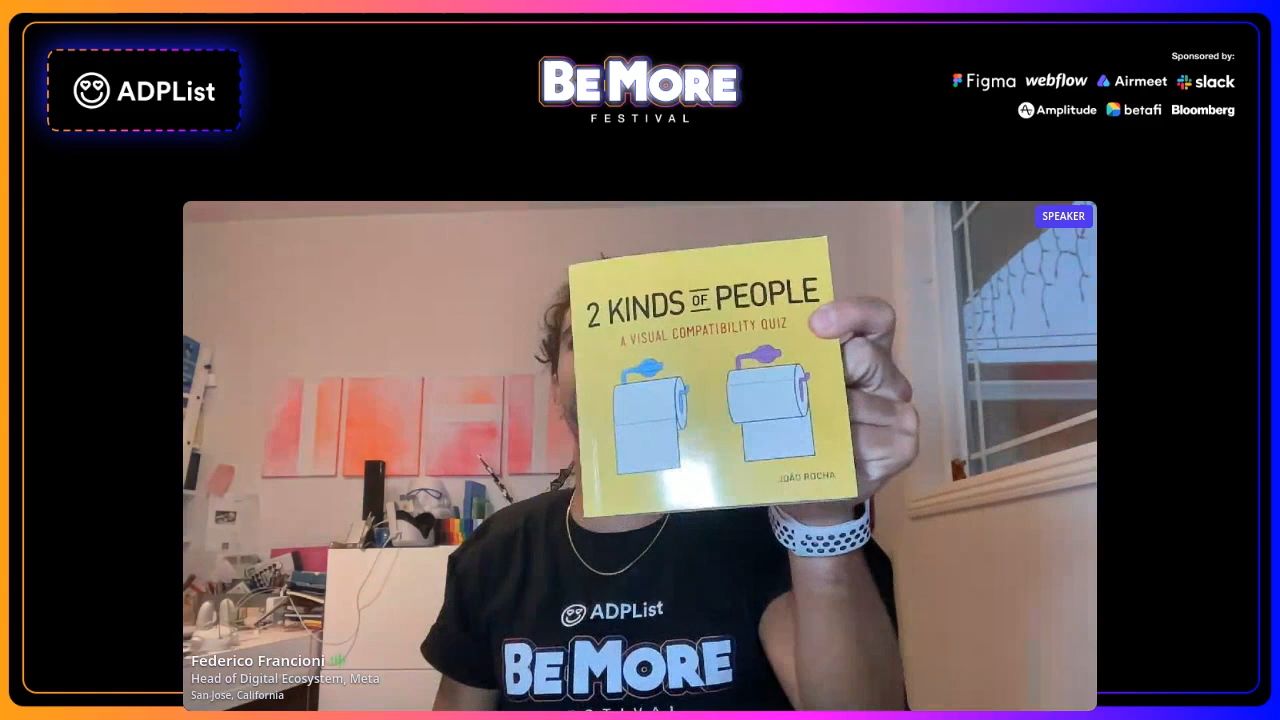 ADPList
BE MORE
FESTIVAL
Sponsored by:
Figma webflow Airmeet slack
Amplitude betafi Bloomberg
SPEAKER
2 KINDS OF PEOPLE
A VISUAL COMPATIBILITY QUIZ
JOÃO ROCHA
ADPList
BE MORE
FESTIVAL
Federico Francioni
Head of Digital Ecosystem, Meta
San Jose, California